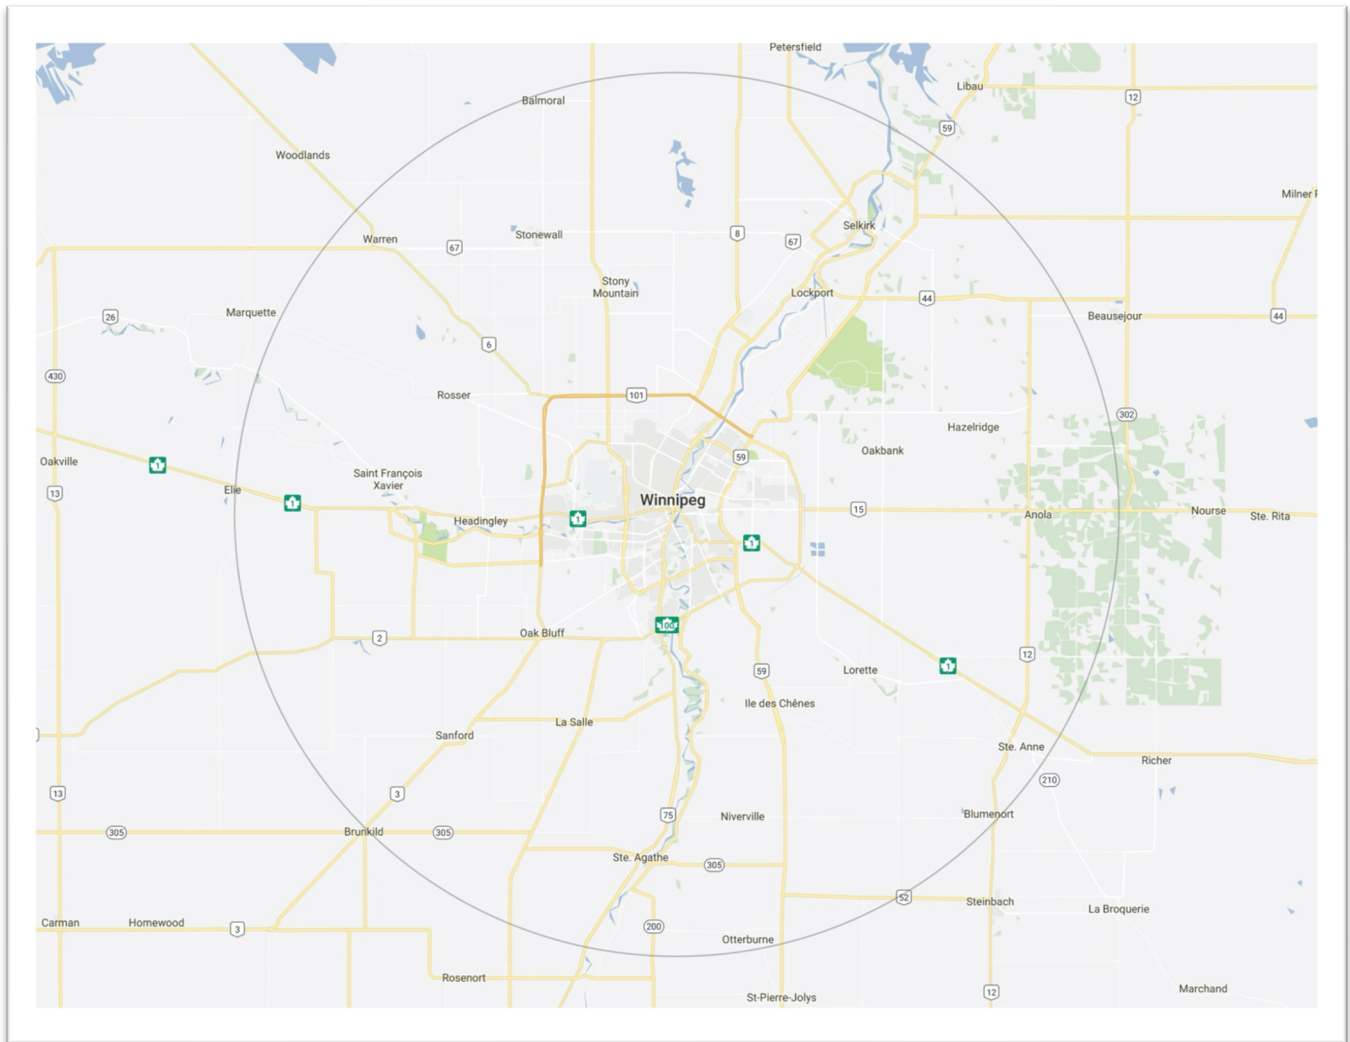 Petersfield
Libau
12
Balmoral
59
Woodlands
Milner
Selkirk
8
Stonewall
Warren
67
67
Stony
Mountain
Lockport
44
Marquette
26
Beausejour
44
6
430
Rosser
101
302
Hazelridge
Oakbank
59
Oakville
1
Saint François
Xavier
Elie
13
1
Winnipeg
15
Nourse
Anola
Ste. Rita
Headingley
1
1
100
Oak Bluff
2
12
1
Lorette
59
Ile des Chênes
La Salle
Sanford
Ste. Anne
Richer
210
13
3
Blumenort
75
Niverville
305
Brunkild
305
Ste. Agathe
305
52
Steinbach
La Broquerie
Carman
Homewood
3
200
Otterburne
Rosenort
Marchand
12
St-Pierre-Jolys